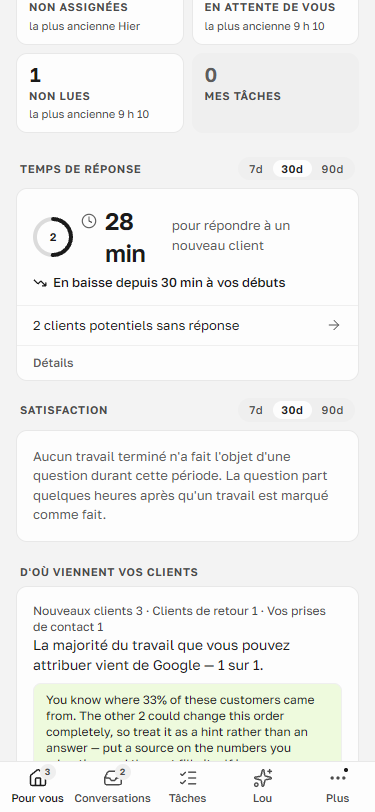 NON ASSIGNÉES
la plus ancienne Hier
EN ATTENTE DE VOUS
la plus ancienne 9 h 10
1
NON LUES
la plus ancienne 9 h 10
0
MES TÂCHES
TEMPS DE RÉPONSE
7d 30d 90d
2
28 min
pour répondre à un
nouveau client
En baisse depuis 30 min à vos débuts
2 clients potentiels sans réponse
Détails
SATISFACTION
7d 30d 90d
Aucun travail terminé n'a fait l'objet d'une
question durant cette période. La question part
quelques heures après qu'un travail est marqué
comme fait.
D'OÙ VIENNENT VOS CLIENTS
Nouveaux clients 3 · Clients de retour 1 · Vos prises
de contact 1
La majorité du travail que vous pouvez
attribuer vient de Google — 1 sur 1.
You know where 33% of these customers came
from. The other 2 could change this order
completely, so treat it as a hint rather than an
answer — put a source on the numbers you
3
Pour vous
2
Conversations
Tâches
Lou
Plus